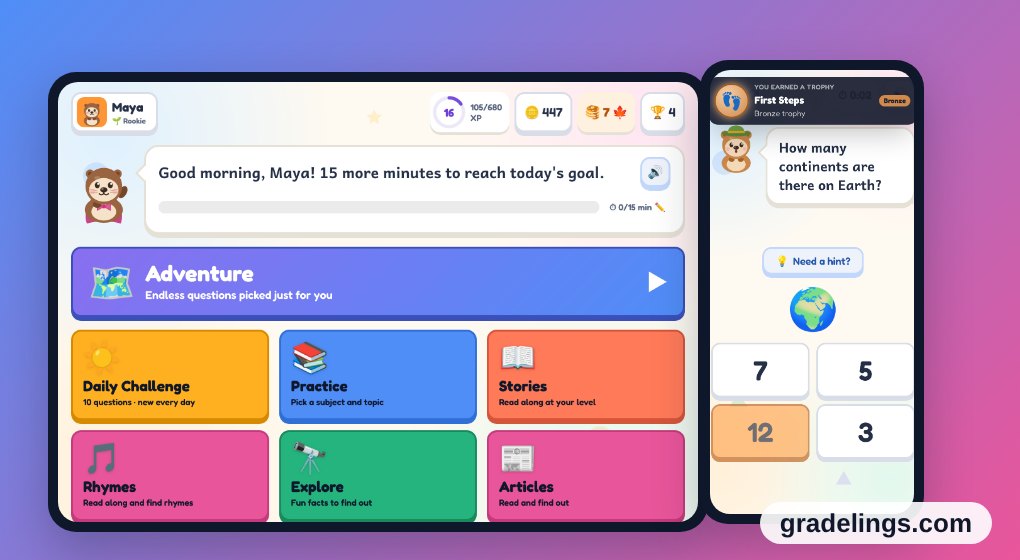 Maya
🌱 Rookie
16
105/680
XP
447
7
4
Good morning, Maya! 15 more minutes to reach today's goal.
0/15 min
Adventure
Endless questions picked just for you
Daily Challenge
10 questions · new every day
Practice
Pick a subject and topic
Stories
Read along at your level
Rhymes
Read along and find rhymes
Explore
Fun facts to find out
Articles
Read and find out
YOU EARNED A TROPHY
First Steps
Bronze trophy
Bronze
0:02
How many
continents are
there on Earth?
Need a hint?
7
5
12
3
gradelings.com